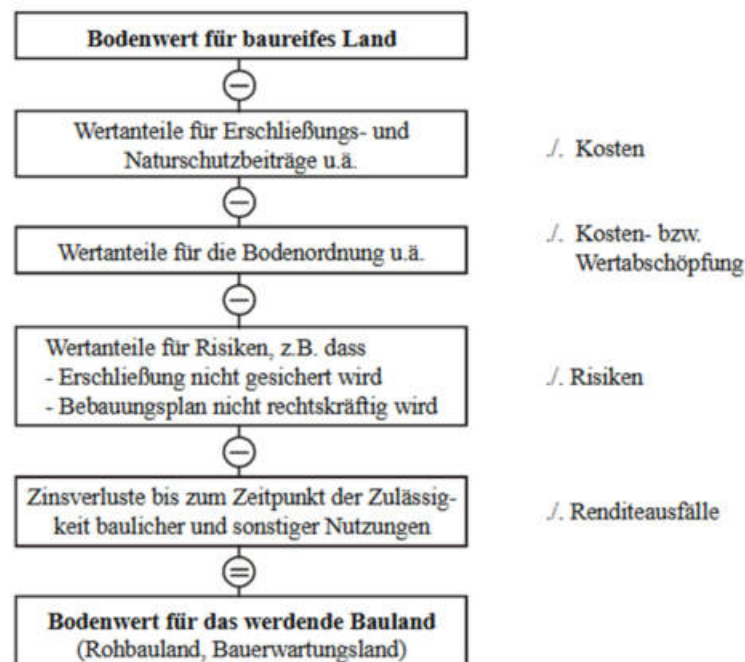 Bodenwert für baureifes Land
Wertanteile für Erschließungs- und
Naturschutzbeiträge u.ä.
./. Kosten
Wertanteile für die Bodenordnung u.ä.
./. Kosten- bzw.
Wertabschöpfung
Wertanteile für Risiken, z.B. dass
- Erschließung nicht gesichert wird
- Bebauungsplan nicht rechtskräftig wird
./. Risiken
Zinsverluste bis zum Zeitpunkt der Zulässig-
keit baulicher und sonstiger Nutzungen
./. Renditeausfälle
Bodenwert für das werdende Bauland
(Rohbauland, Bauerwartungsland)